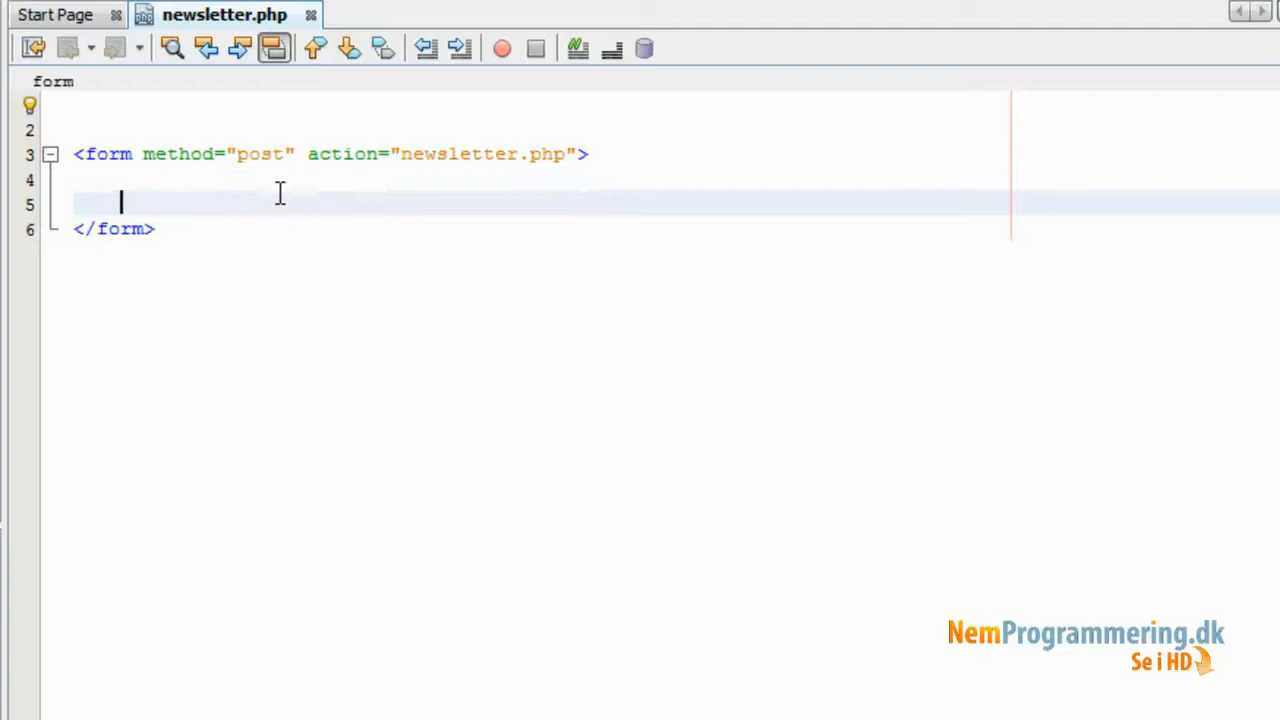 Start Page
newsletter.php
form
2
3 <form method="post" action="newsletter.php">
4
5
6 </form>
NemProgrammering.dk
Se i HD